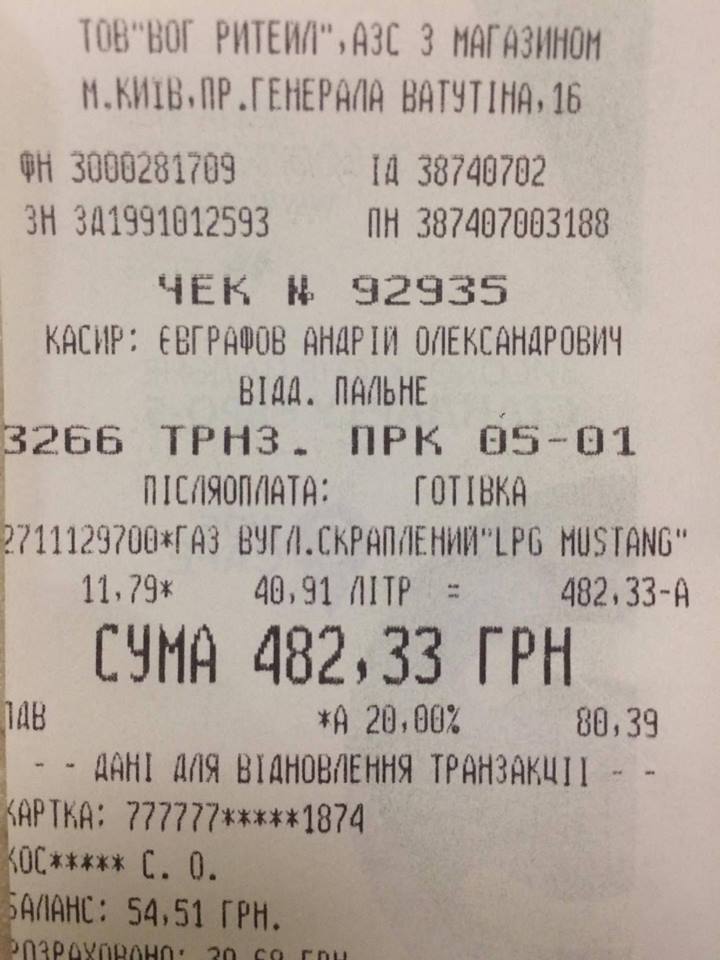 ТОВ"ВОГ РИТЕЙЛ",АЗС З МАГАЗИНОМ
М.КИЇВ,ПР.ГЕНЕРАЛА ВАТУТІНА,16
ФН 3000281709 ІД 38740702
ЗН ЗД1991012593 ПН 387407003188
ЧЕК № 92935
КАСИР: ЄВГРАФОВ АНДРІЙ ОЛЕКСАНДРОВИЧ
ВІДД. ПАЛЬНЕ
3266 ТРНЗ. ПРК 05-01
ПІСЛЯОПЛАТА: ГОТІВКА
2711129700*ГАЗ ВУГЛ.СКРАПЛЕНИЙ"LPG MUSTANG"
11,79* 40,91 ЛІТР = 482,33-А
СУМА 482,33 ГРН
ПДВ *А 20,00% 80,39
- - ДАНІ ДЛЯ ВІДНОВЛЕННЯ ТРАНЗАКЦІЇ - -
КАРТКА: 777777*****1874
КОС***** С. О.
БАЛАНС: 54,51 ГРН.
РОЗРАХОВАНО: ГРН